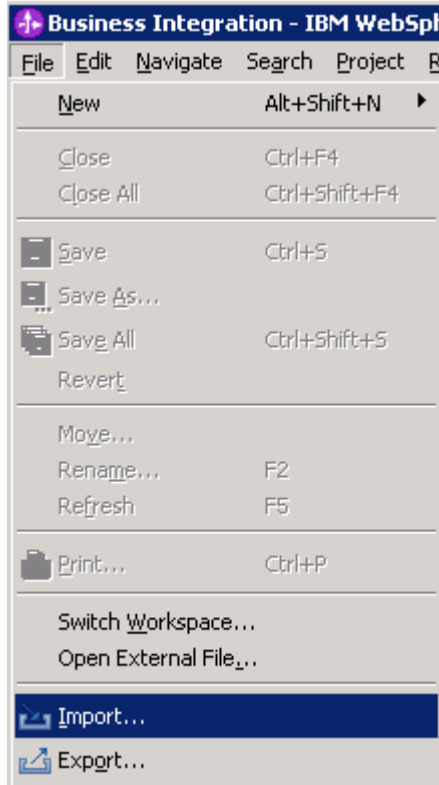 Business Integration - IBM WebSph
File Edit Navigate Search Project R
New Alt+Shift+N
Close Ctrl+F4
Close All Ctrl+Shift+F4
Save Ctrl+S
Save As...
Save All Ctrl+Shift+S
Revert
Move...
Rename... F2
Refresh F5
Print... Ctrl+P
Switch Workspace...
Open External File...
Import...
Export...